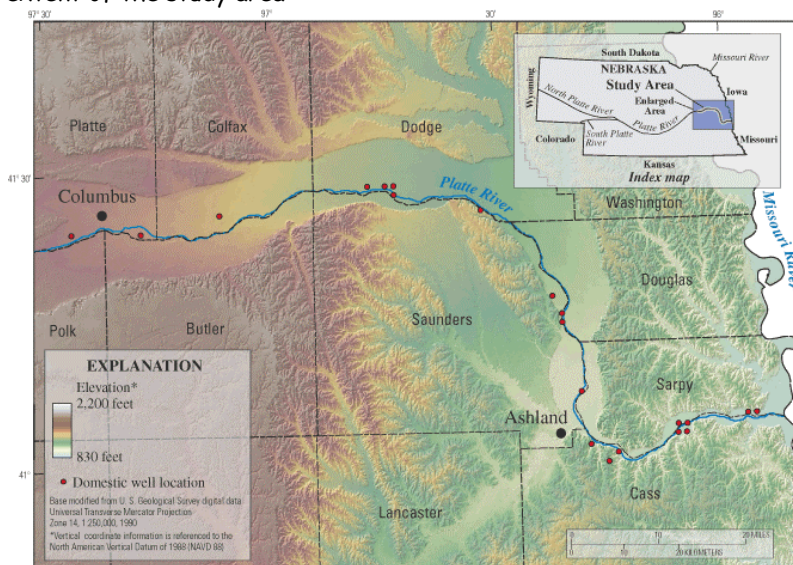 97° 30'
97°
30'
96°
South Dakota
Missouri River
NEBRASKA
Study Area
Wyoming
Iowa
North Platte River
Enlarged
Area
Platte River
South Platte
River
Colorado
Missouri
Kansas
Index map
Platte
Colfax
Dodge
41° 30'
Columbus
Platte River
Washington
Missouri River
Douglas
Polk
Butler
Saunders
EXPLANATION
Elevation*
2,200 feet
830 feet
Domestic well location
Base modified from U. S. Geological Survey digital data
Universal Transverse Mercator Projection
Zone 14, 1:250,000, 1990
*Vertical coordinate information is referenced to the
North American Vertical Datum of 1988 (NAVD 88)
Sarpy
Ashland
41°
Cass
Lancaster
0 10 20 MILES
0 10 20 KILOMETERS